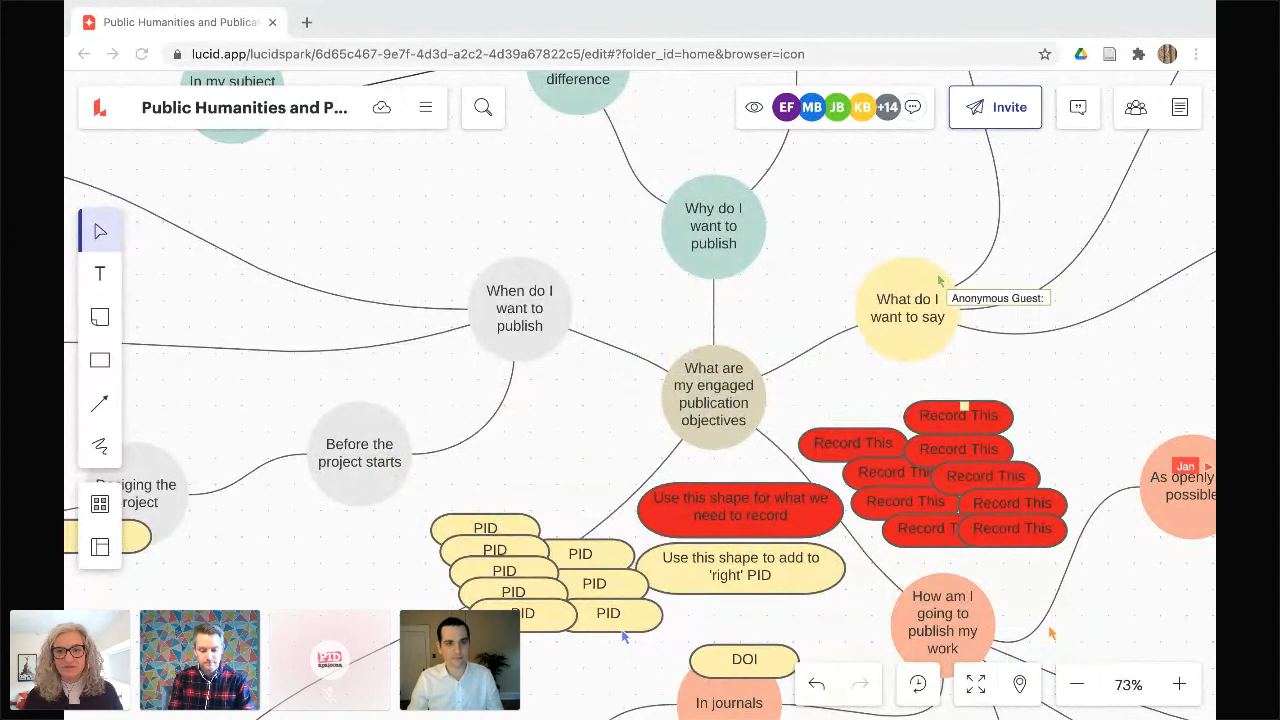 Public Humanities and Publica
lucid.app/lucidspark/6d65c467-9e7f-4d3d-a2c2-4d39a67822c5/edit#?folder_id=home&browser=icon
In my subject
difference
Public Humanities and P...
EF
MB
JB
KB
+14
Invite
Why do I
want to
publish
When do I
want to
publish
What do I
want to say
Anonymous Guest:
What are
my engaged
publication
objectives
Before the
project starts
project
Record This
Record This
Record This
Record This
Record This
Record This
Record This
Record T
Record This
Jan
As openly
possible
Use this shape for what we
need to record
Use this shape to add to
'right' PID
PID
PID
PID
PID
PID
PID
PID
PID
How am I
going to
publish my
work
PID
DOI
In journals
73%